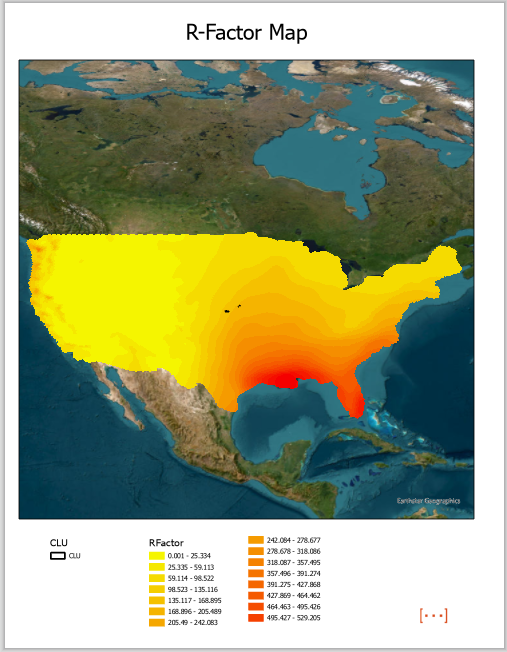 R-Factor Map
Earthstar Geographics
CLU
CLU
RFactor
0.001 - 25.334
25.335 - 59.113
59.114 - 98.522
98.523 - 135.116
135.117 - 168.895
168.896 - 205.489
205.49 - 242.083
242.084 - 278.677
278.678 - 318.086
318.087 - 357.495
357.496 - 391.274
391.275 - 427.868
427.869 - 464.462
464.463 - 495.426
495.427 - 529.205
[···]